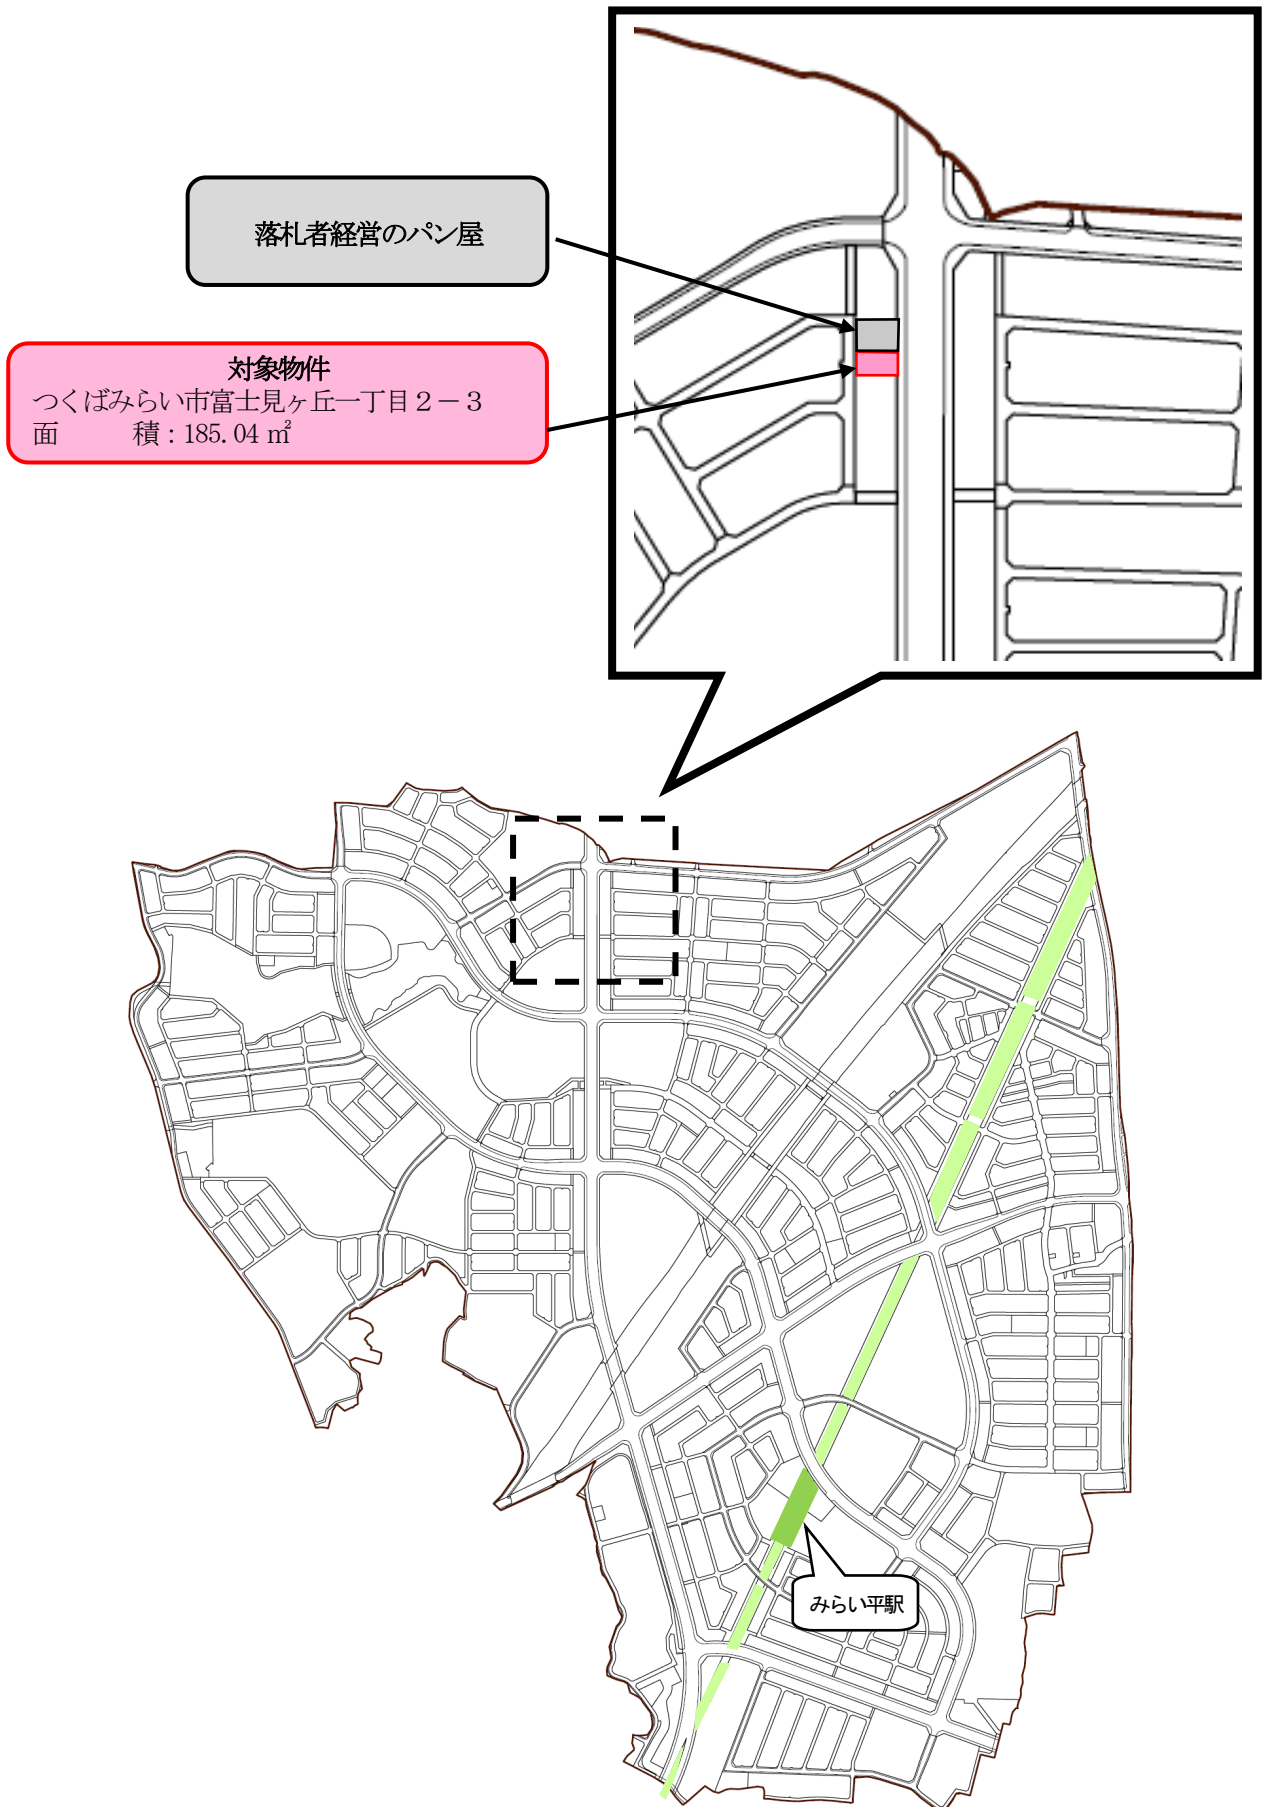 落札者経営のパン屋
対象物件
つくばみらい市富士見ヶ丘一丁目２－３
面　　　積：185.04 ㎡
みらい平駅